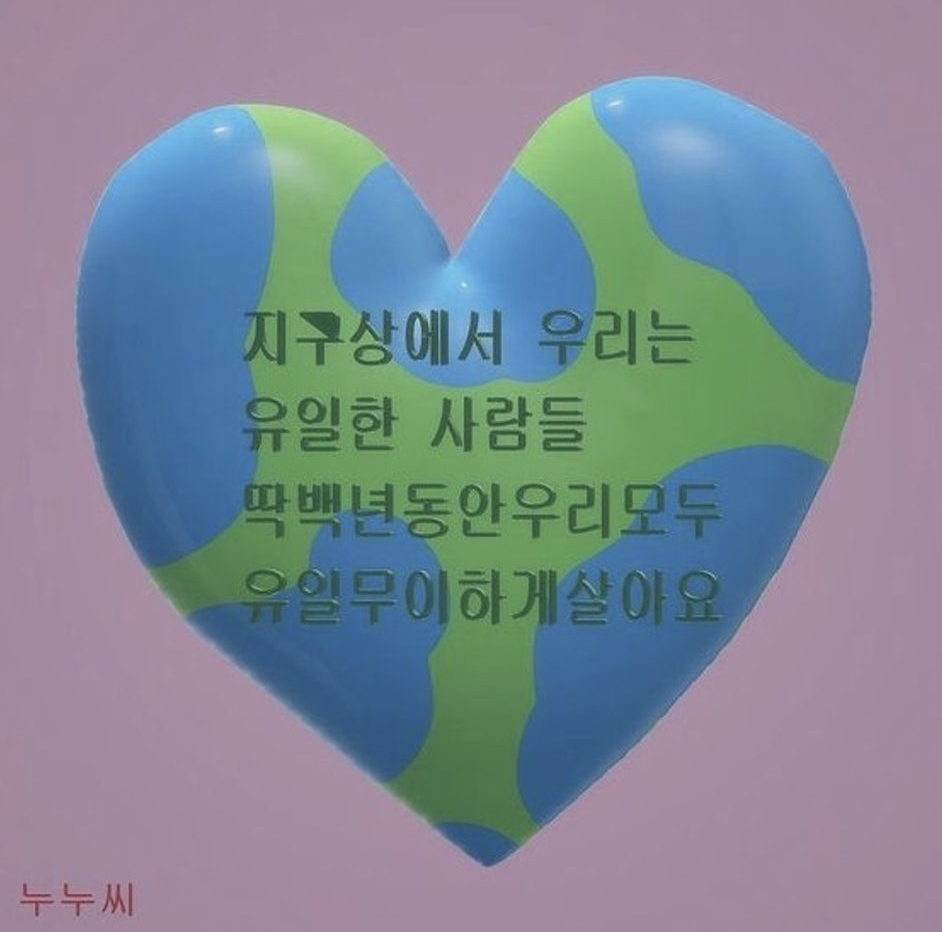 지구상에서 우리는
유일한 사람들
딱백년동안우리모두
유일무이하게살아요
누누씨